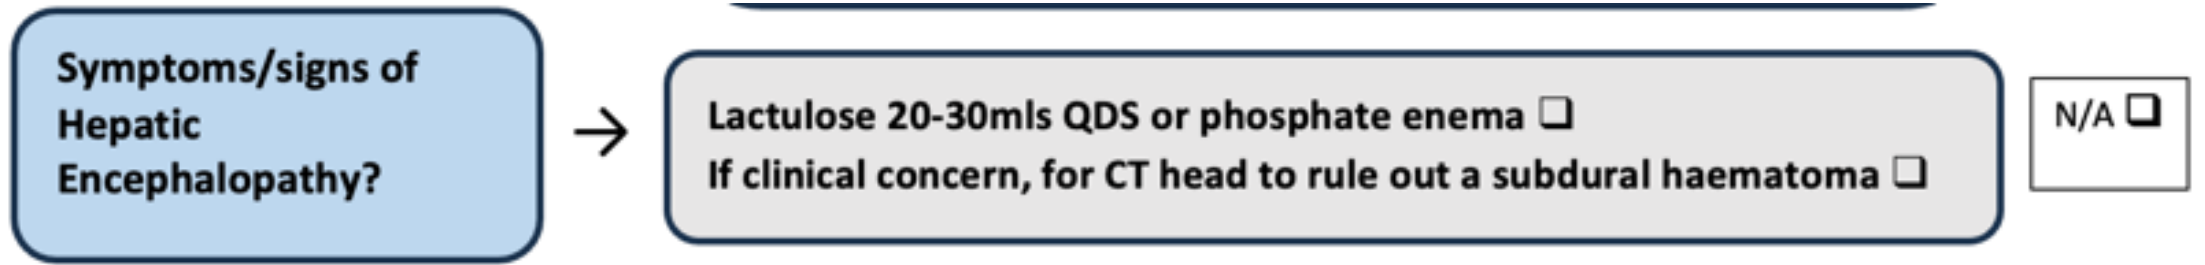 Symptoms/signs of
Hepatic
Encephalopathy?
Lactulose 20-30mls QDS or phosphate enema ❑
If clinical concern, for CT head to rule out a subdural haematoma ❑
N/A ❑